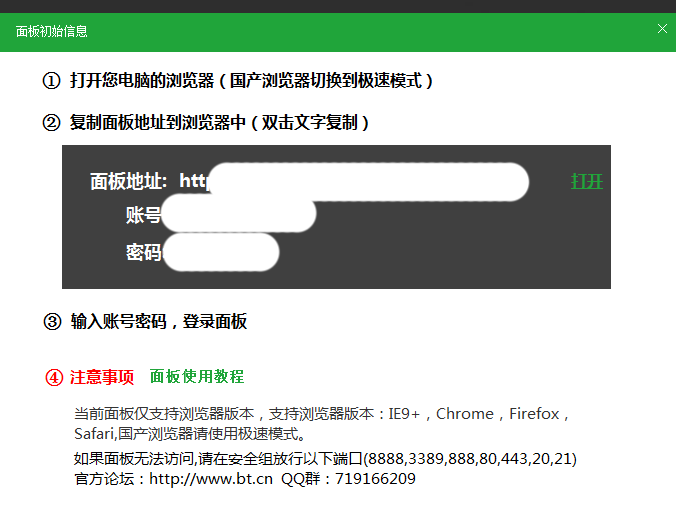 面板初始信息
① 打开您电脑的浏览器（国产浏览器切换到极速模式）
② 复制面板地址到浏览器中（双击文字复制）
面板地址: http 打开
账号
密码
③ 输入账号密码，登录面板
④ 注意事项 面板使用教程
当前面板仅支持浏览器版本，支持浏览器版本：IE9+，Chrome，Firefox，
Safari,国产浏览器请使用极速模式。
如果面板无法访问,请在安全组放行以下端口(8888,3389,888,80,443,20,21)
官方论坛：http://www.bt.cn QQ群：719166209